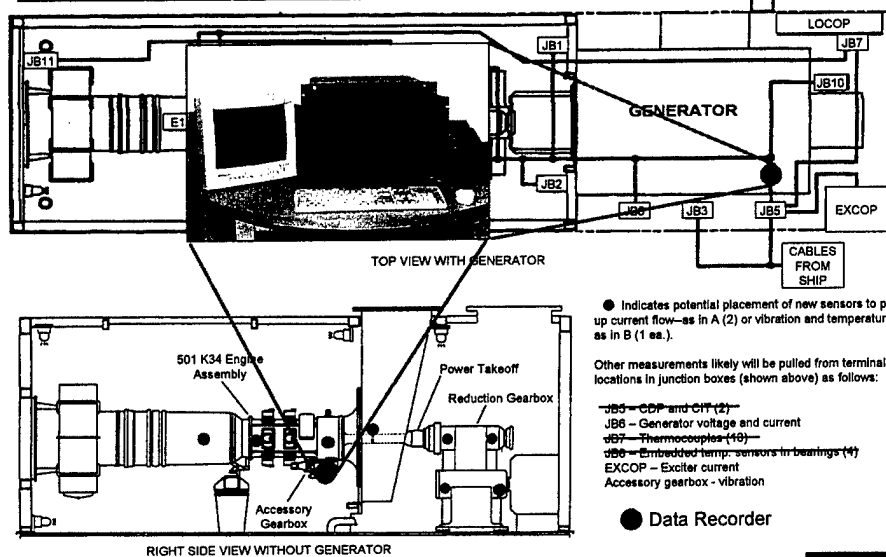 LOCOP
JB11
JB1
JB7
JB10
E1
GENERATOR
JB2
JB6
JB3
JB5
EXCOP
TOP VIEW WITH GENERATOR
CABLES
FROM
SHIP
Indicates potential placement of new sensors to p
up current flow—as in A (2) or vibration and temperatur
as in B (1 ea.).
501 K34 Engine
Assembly
Power Takeoff
Reduction Gearbox
Other measurements likely will be pulled from terminal
locations in junction boxes (shown above) as follows:
JB5 – CDP and CIT (2)
JB6 – Generator voltage and current
JB7 – Thermocouples (18)
JB8 – Embedded temp. sensors in bearings (4)
EXCOP – Exciter current
Accessory gearbox - vibration
Accessory
Gearbox
Data Recorder
RIGHT SIDE VIEW WITHOUT GENERATOR